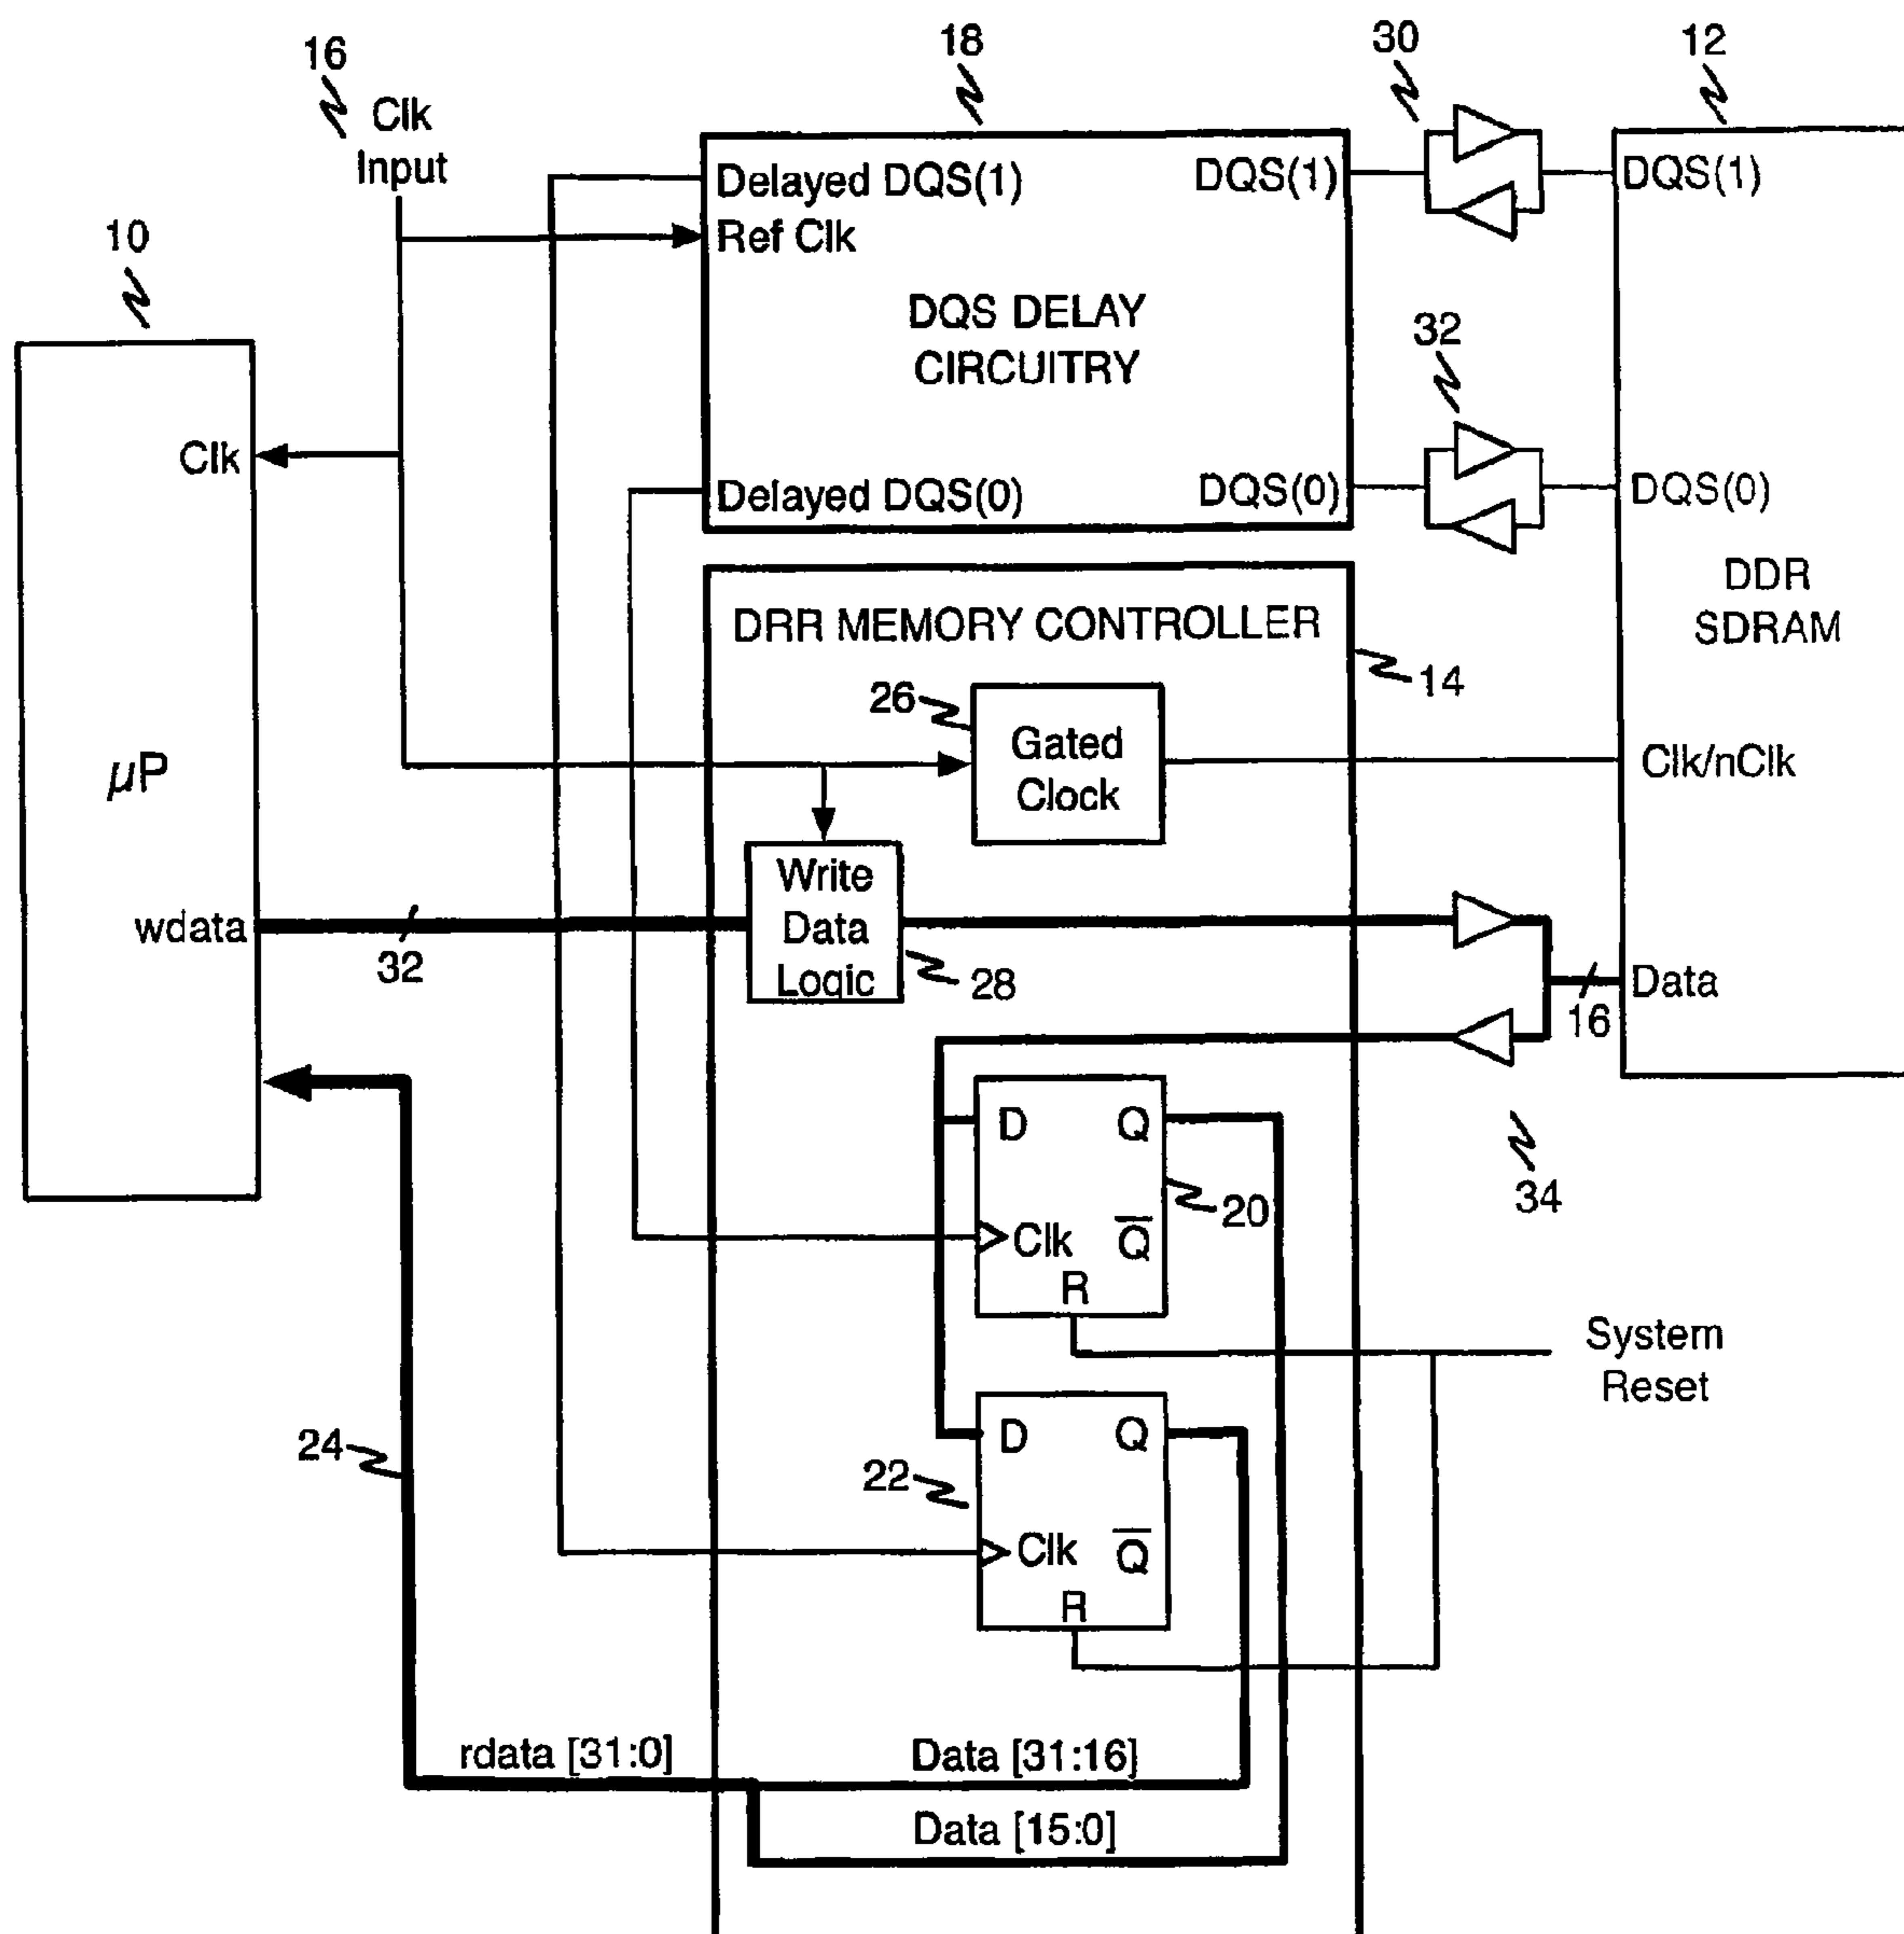 16
Clk
Input
18
30
12
Delayed DQS(1)
DQS(1)
DQS(1)
Ref Clk
10
DQS DELAY
CIRCUITRY
32
Clk
Delayed DQS(0)
DQS(0)
DQS(0)
DDR
SDRAM
DRR MEMORY CONTROLLER
14
26
Gated
Clock
Clk/nClk
μP
Write
Data
Logic
wdata
32
28
Data
16
D
Q
20
34
Clk
Q̅
R
System
Reset
24
D
Q
22
Clk
Q̅
R
rdata [31:0]
Data [31:16]
Data [15:0]